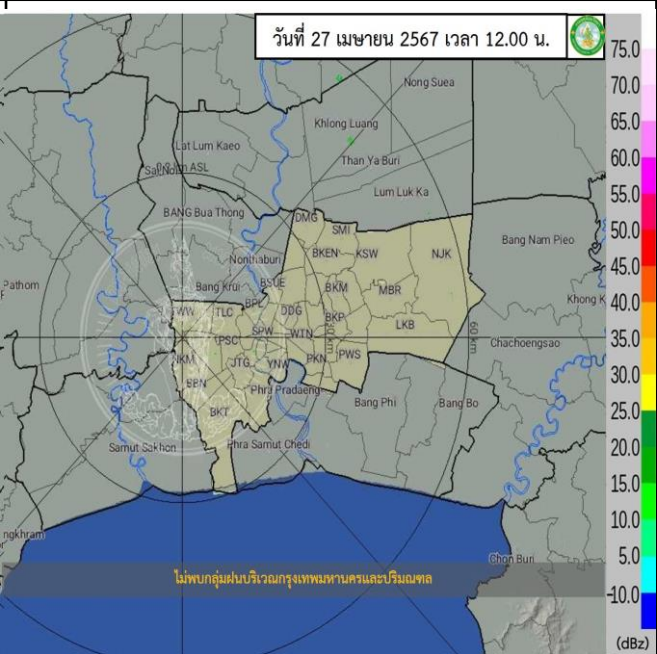 วันที่ 27 เมษายน 2567 เวลา 12.00 น.
75.0
70.0
65.0
60.0
55.0
50.0
45.0
40.0
35.0
30.0
25.0
20.0
15.0
10.0
5.0
-10.0
(dBz)
Nong Suea
Khlong Luang
Lat Lum Kaeo
Than Ya Buri
Lum Luk Ka
BANG Bua Thong
DMG
SMI
BKEN
KSW
NJK
Bang Nam Pieo
Nonthaburi
Pathom
Bang Krui
BSUE
BKM
MBR
Khong K
BPL
TLC
DDG
BKP
LKB
PSC
SPW
WTN
30 km
60 km
Chachoengsao
JTG
YNW
PKN
PWS
BKT
Phra Pradaeng
Bang Phi
Bang Bo
Samut Sakhon
Phra Samut Chedi
ngkhram
Chon Buri
ไม่พบกลุ่มฝนบริเวณกรุงเทพมหานครและปริมณฑล